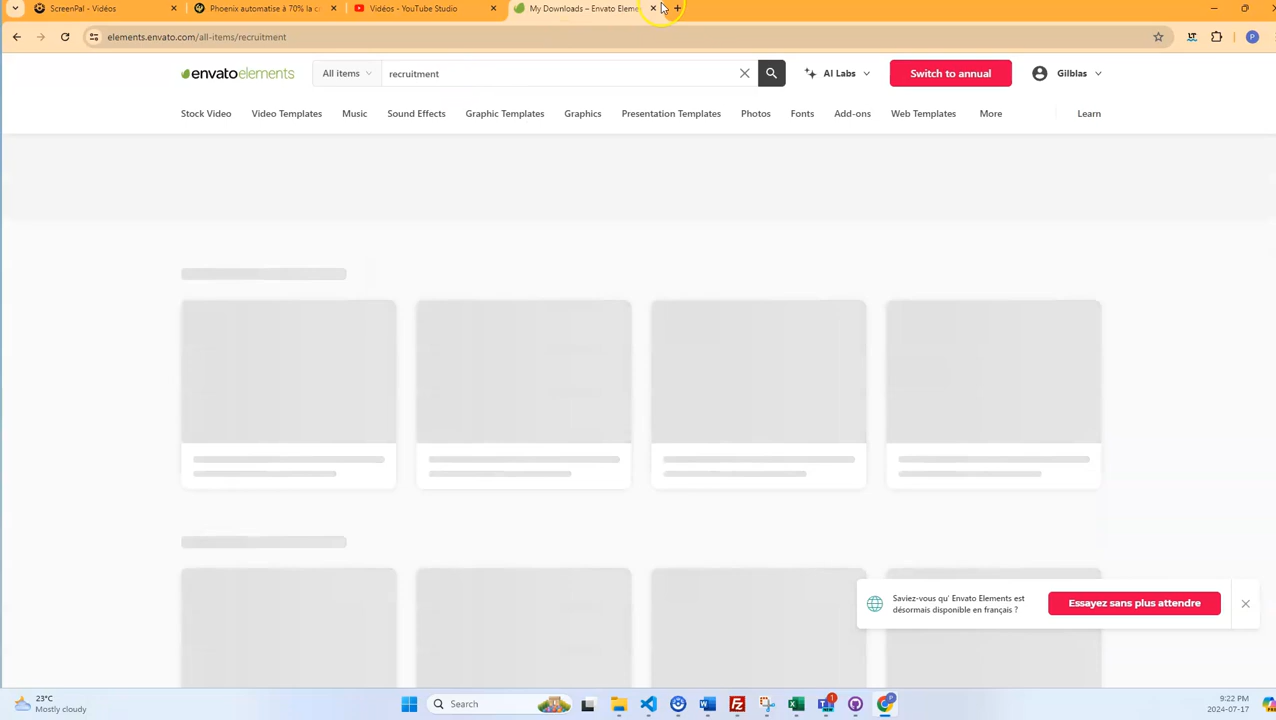 ScreenPal - Vidéos
Phoenix automatise à 70% la c
Vidéos - YouTube Studio
My Downloads – Envato Eleme
elements.envato.com/all-items/recruitment
LT
P
envatoelements
All items
recruitment
AI Labs
Switch to annual
Gilblas
Stock Video
Video Templates
Music
Sound Effects
Graphic Templates
Graphics
Presentation Templates
Photos
Fonts
Add-ons
Web Templates
More
Learn
Saviez-vous qu' Envato Elements est
désormais disponible en français ?
Essayez sans plus attendre
23°C
Mostly cloudy
Search
1
9:22 PM
2024-07-17